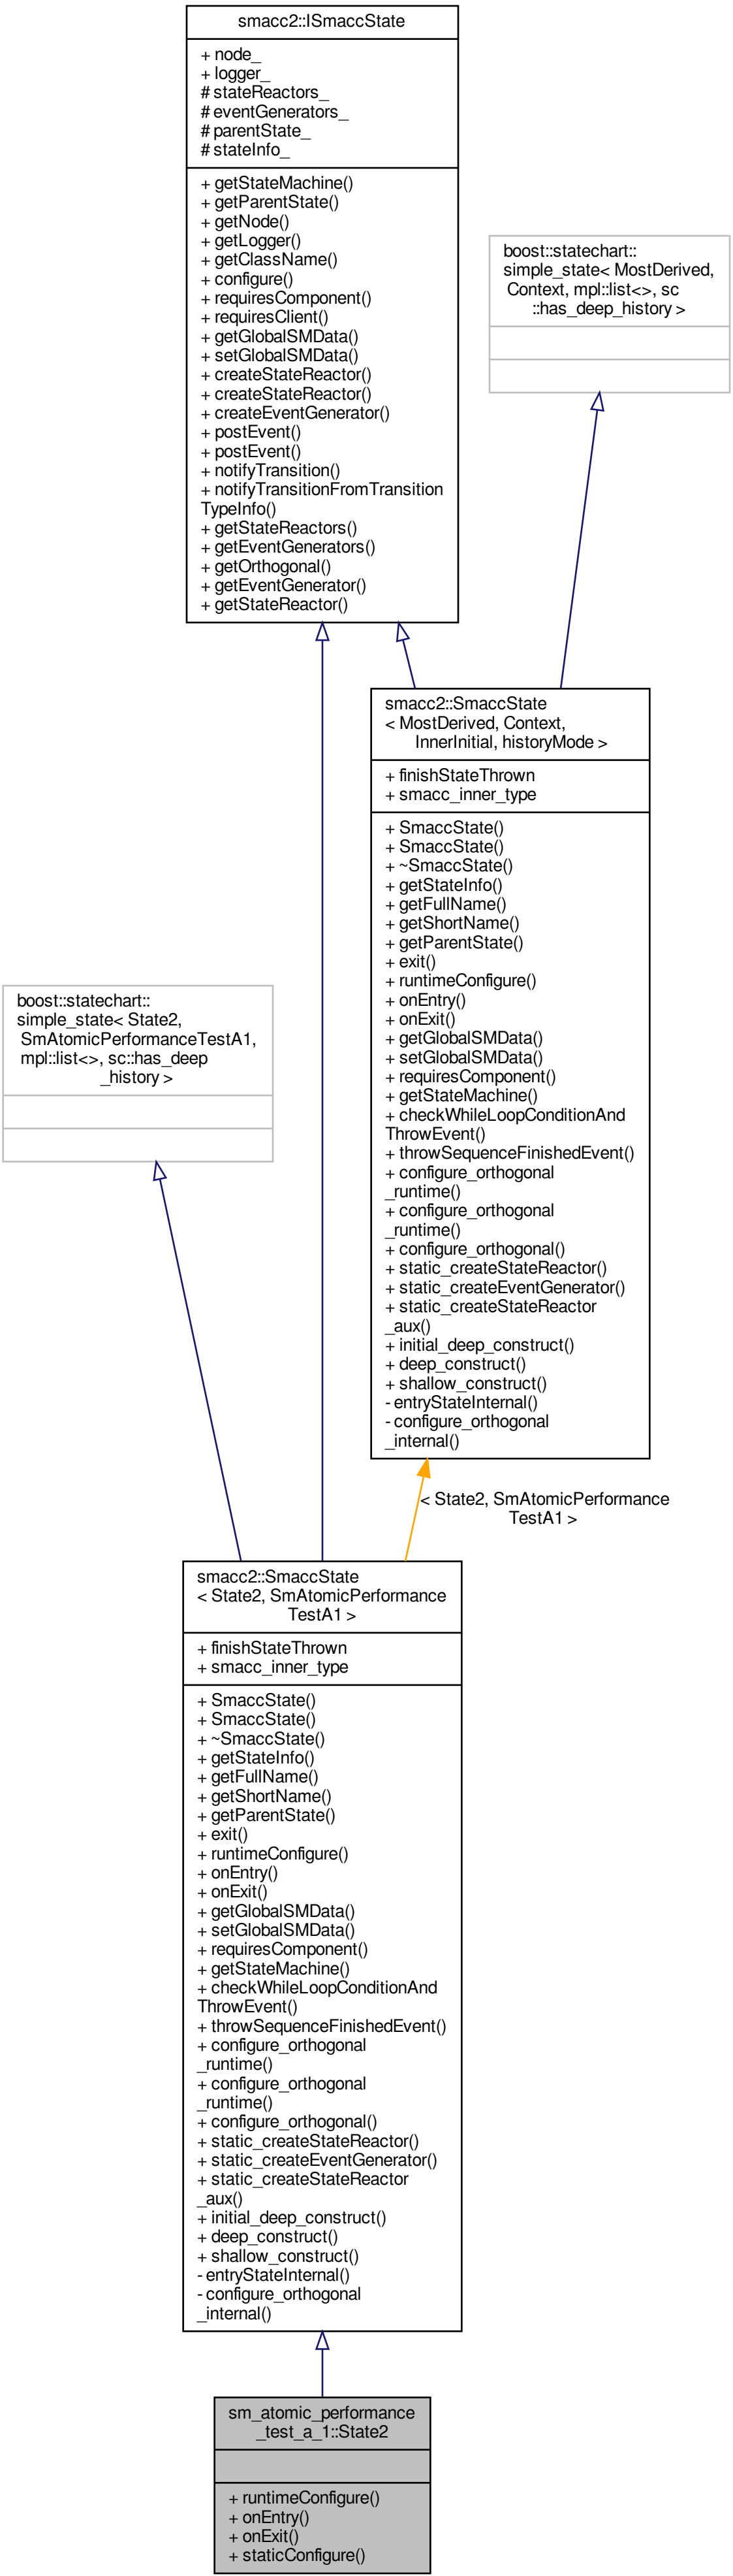 smacc2::ISmaccState
+ node_
+ logger_
# stateReactors_
# eventGenerators_
# parentState_
# stateInfo_
+ getStateMachine()
+ getParentState()
+ getNode()
+ getLogger()
+ getClassName()
+ configure()
+ requiresComponent()
+ requiresClient()
+ getGlobalSMData()
+ setGlobalSMData()
+ createStateReactor()
+ createStateReactor()
+ createEventGenerator()
+ postEvent()
+ postEvent()
+ notifyTransition()
+ notifyTransitionFromTransition
TypeInfo()
+ getStateReactors()
+ getEventGenerators()
+ getOrthogonal()
+ getEventGenerator()
+ getStateReactor()
boost::statechart::
simple_state< MostDerived,
Context, mpl::list<>, sc
::has_deep_history >
smacc2::SmaccState
< MostDerived, Context,
InnerInitial, historyMode >
+ finishStateThrown
+ smacc_inner_type
+ SmaccState()
+ SmaccState()
+ ~SmaccState()
+ getStateInfo()
+ getFullName()
+ getShortName()
+ getParentState()
+ exit()
+ runtimeConfigure()
+ onEntry()
+ onExit()
+ getGlobalSMData()
+ setGlobalSMData()
+ requiresComponent()
+ getStateMachine()
+ checkWhileLoopConditionAnd
ThrowEvent()
+ throwSequenceFinishedEvent()
+ configure_orthogonal
_runtime()
+ configure_orthogonal
_runtime()
+ configure_orthogonal()
+ static_createStateReactor()
+ static_createEventGenerator()
+ static_createStateReactor
_aux()
+ initial_deep_construct()
+ deep_construct()
+ shallow_construct()
- entryStateInternal()
- configure_orthogonal
_internal()
boost::statechart::
simple_state< State2,
SmAtomicPerformanceTestA1,
mpl::list<>, sc::has_deep
_history >
< State2, SmAtomicPerformance
TestA1 >
smacc2::SmaccState
< State2, SmAtomicPerformance
TestA1 >
+ finishStateThrown
+ smacc_inner_type
+ SmaccState()
+ SmaccState()
+ ~SmaccState()
+ getStateInfo()
+ getFullName()
+ getShortName()
+ getParentState()
+ exit()
+ runtimeConfigure()
+ onEntry()
+ onExit()
+ getGlobalSMData()
+ setGlobalSMData()
+ requiresComponent()
+ getStateMachine()
+ checkWhileLoopConditionAnd
ThrowEvent()
+ throwSequenceFinishedEvent()
+ configure_orthogonal
_runtime()
+ configure_orthogonal
_runtime()
+ configure_orthogonal()
+ static_createStateReactor()
+ static_createEventGenerator()
+ static_createStateReactor
_aux()
+ initial_deep_construct()
+ deep_construct()
+ shallow_construct()
- entryStateInternal()
- configure_orthogonal
_internal()
sm_atomic_performance
_test_a_1::State2
+ runtimeConfigure()
+ onEntry()
+ onExit()
+ staticConfigure()